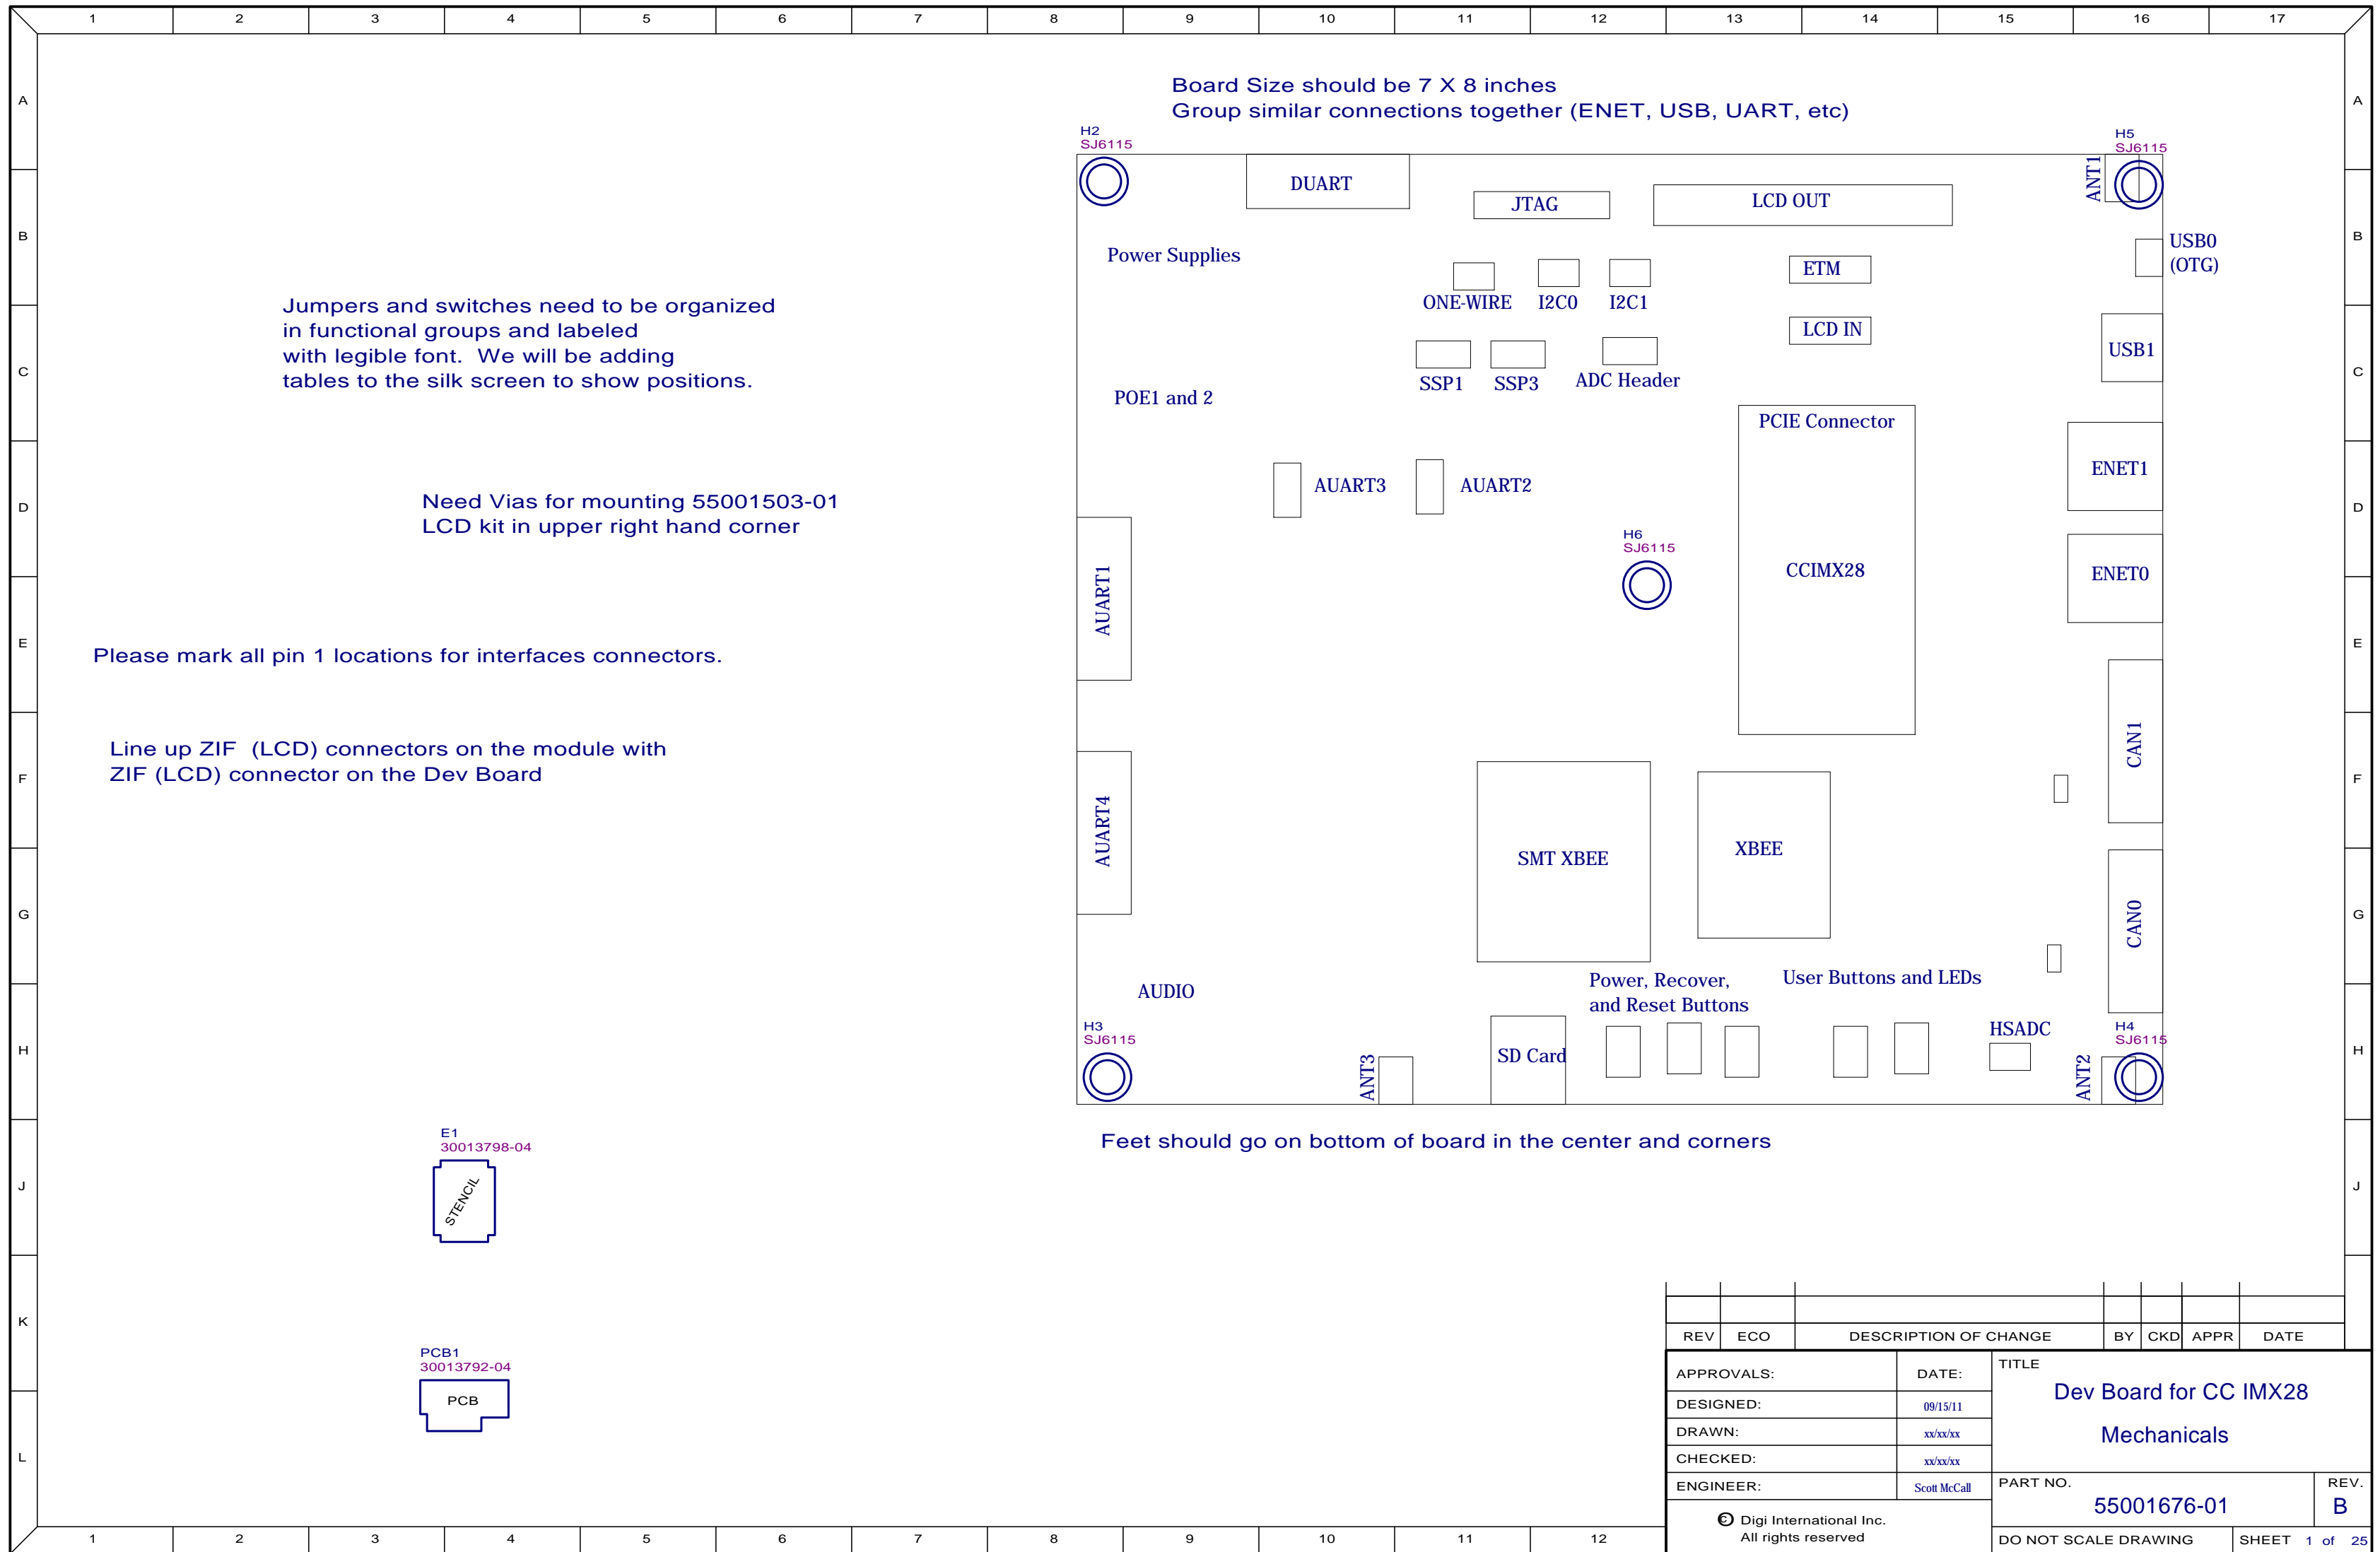 1 2 3 4 5 6 7 8 9 10 11 12 13 14 15 16 17
A A
B B
C C
D D
E E
F F
G G
H H
J J
K
L
Board Size should be 7 X 8 inches
Group similar connections together (ENET, USB, UART, etc)
H2
SJ6115
H5
SJ6115
DUART
JTAG
LCD OUT
ANT1
Power Supplies
USB0
(OTG)
ETM
ONE-WIRE
I2C0
I2C1
Jumpers and switches need to be organized
in functional groups and labeled
with legible font. We will be adding
tables to the silk screen to show positions.
LCD IN
USB1
SSP1
SSP3
ADC Header
POE1 and 2
PCIE Connector
ENET1
AUART3
AUART2
Need Vias for mounting 55001503-01
LCD kit in upper right hand corner
H6
SJ6115
CCIMX28
ENET0
AUART1
Please mark all pin 1 locations for interfaces connectors.
Line up ZIF (LCD) connectors on the module with
ZIF (LCD) connector on the Dev Board
CAN1
AUART4
SMT XBEE
XBEE
CAN0
AUDIO
Power, Recover,
and Reset Buttons
User Buttons and LEDs
H3
SJ6115
HSADC
H4
SJ6115
ANT3
SD Card
ANT2
Feet should go on bottom of board in the center and corners
E1
30013798-04
STENCIL
PCB1
30013792-04
PCB
REV ECO DESCRIPTION OF CHANGE BY CKD APPR DATE
APPROVALS: DATE:
DESIGNED: 09/15/11
DRAWN: xx/xx/xx
CHECKED: xx/xx/xx
ENGINEER: Scott McCall
© Digi International Inc.
All rights reserved
TITLE
Dev Board for CC IMX28
Mechanicals
PART NO.
55001676-01
REV.
B
DO NOT SCALE DRAWING
SHEET 1 of 25
1 2 3 4 5 6 7 8 9 10 11 12